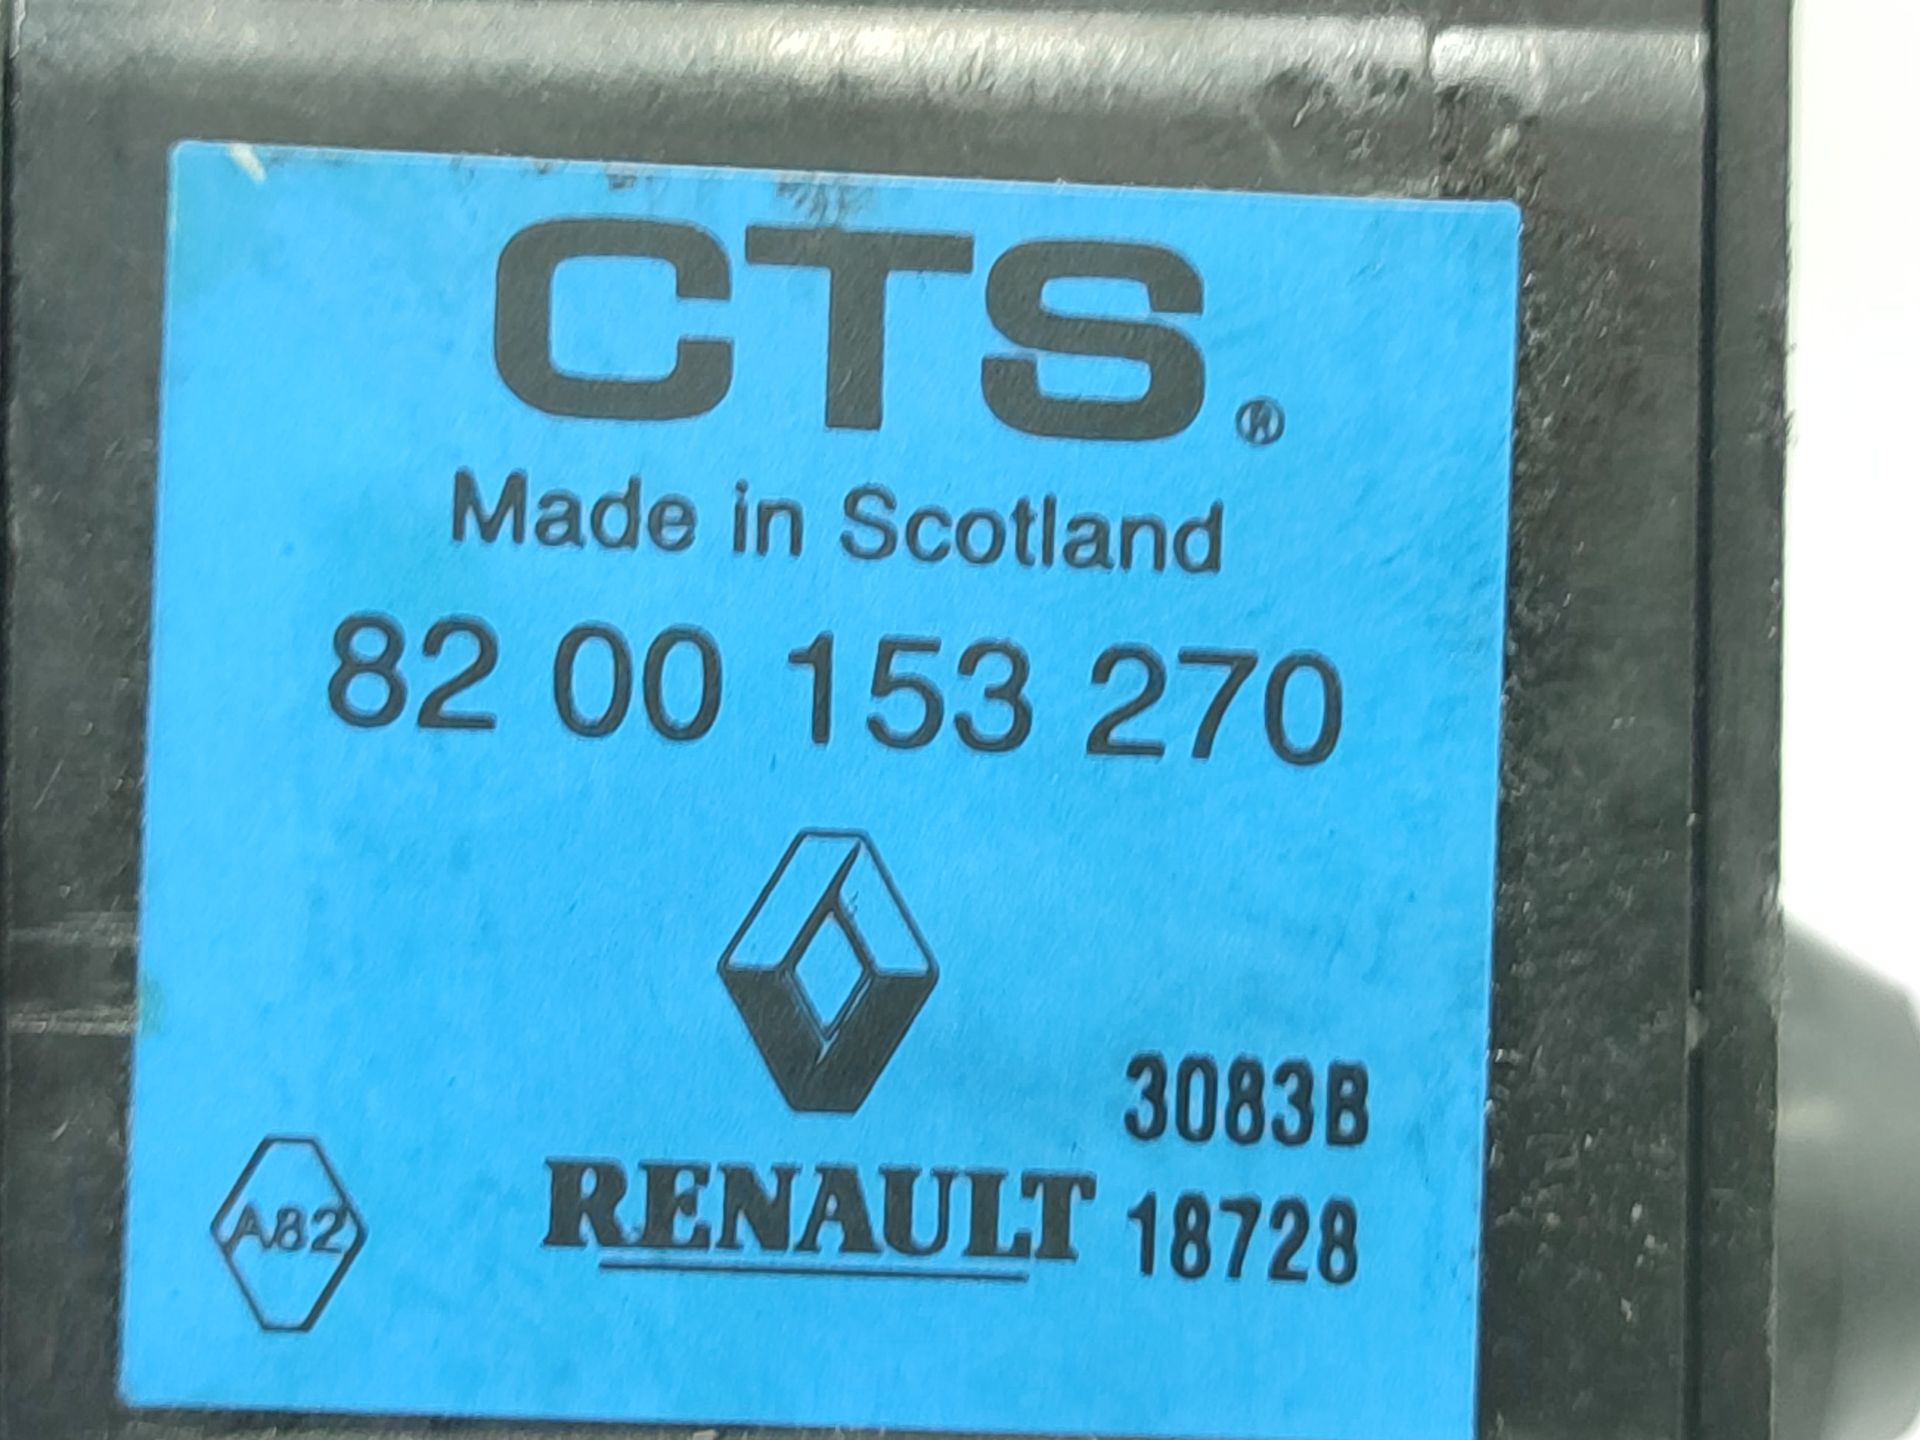 CTS®
Made in Scotland
82 00 153 270
3083B
A82 RENAULT 18728